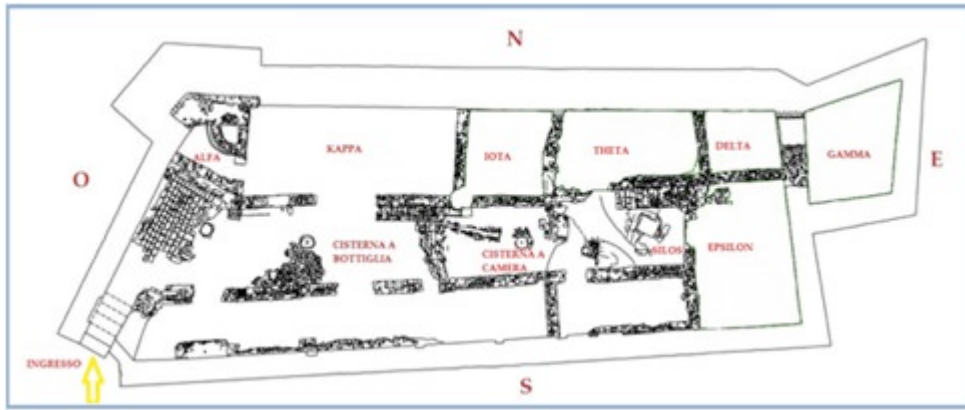 N
O
E
S
ALFA
KAPPA
IOTA
THETA
DELTA
GAMMA
CISTERNA A
BOTTIGLIA
CISTERNA A
CAMERA
SILOS
EPSILON
INGRESSO